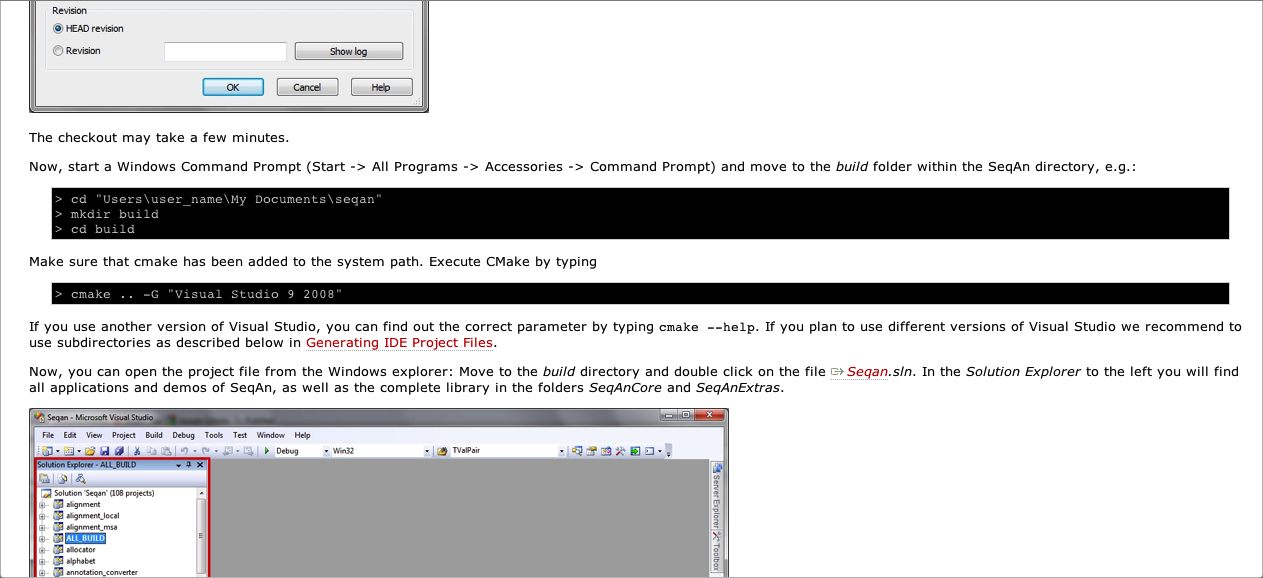 Revision
HEAD revision
Revision
Show log
OK Cancel Help
The checkout may take a few minutes.
Now, start a Windows Command Prompt (Start -> All Programs -> Accessories -> Command Prompt) and move to the build folder within the SeqAn directory, e.g.:
> cd "Users\user_name\My Documents\seqan"
> mkdir build
> cd build
Make sure that cmake has been added to the system path. Execute CMake by typing
> cmake .. -G "Visual Studio 9 2008"
If you use another version of Visual Studio, you can find out the correct parameter by typing cmake --help. If you plan to use different versions of Visual Studio we recommend to
use subdirectories as described below in Generating IDE Project Files.
Now, you can open the project file from the Windows explorer: Move to the build directory and double click on the file Seqan.sln. In the Solution Explorer to the left you will find
all applications and demos of SeqAn, as well as the complete library in the folders SeqAnCore and SeqAnExtras.
Seqan - Microsoft Visual Studio
File Edit View Project Build Debug Tools Test Window Help
Debug Win32 TValPair
Solution Explorer - ALL_BUILD
Solution 'Seqan' (108 projects)
alignment
alignment_local
alignment_msa
ALL_BUILD
allocator
alphabet
annotation_converter
Server Explorer
Toolbox